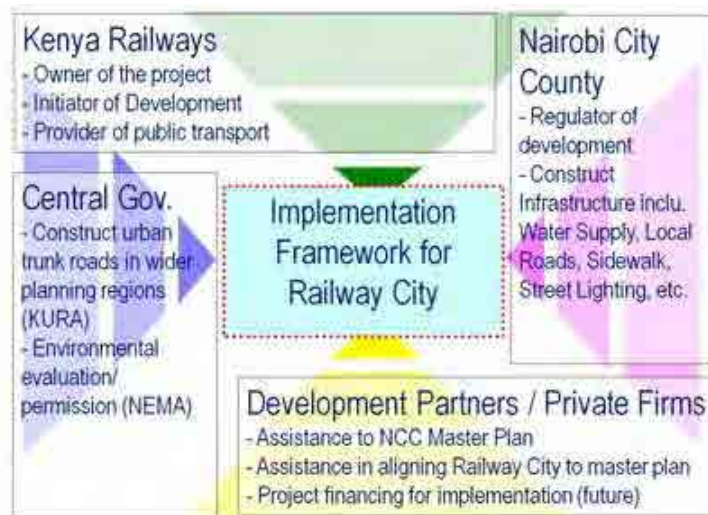 Kenya Railways
- Owner of the project
- Initiator of Development
- Provider of public transport
Nairobi City
County
- Regulator of
development
- Construct
Infrastructure inclu.
Water Supply, Local
Roads, Sidewalk,
Street Lighting, etc.
Central Gov.
- Construct urban
trunk roads in wider
planning regions
(KURA)
- Environmental
evaluation/
permission (NEMA)
Implementation
Framework for
Railway City
Development Partners / Private Firms
- Assistance to NCC Master Plan
- Assistance in aligning Railway City to master plan
- Project financing for implementation (future)